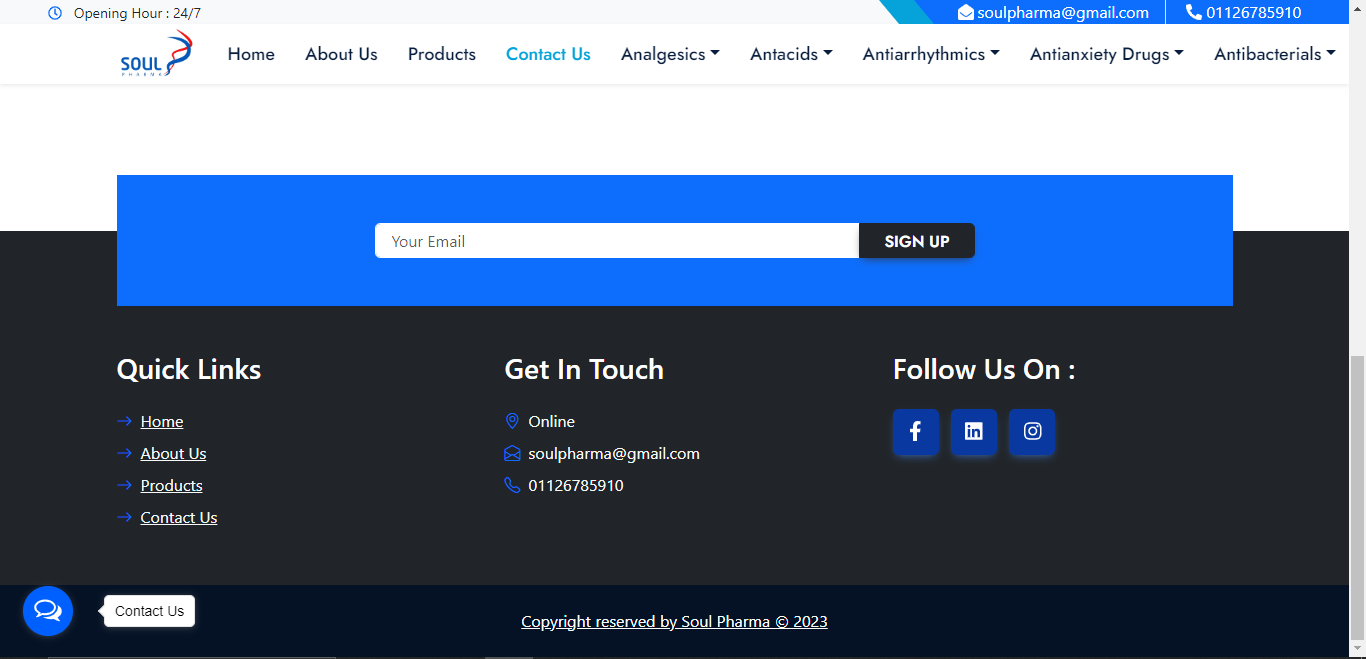 Opening Hour : 24/7 soulpharma@gmail.com 01126785910
SOUL
PHARMA
Home About Us Products Contact Us Analgesics Antacids Antiarrhythmics Antianxiety Drugs Antibacterials
Your Email SIGN UP
Quick Links
Home
About Us
Products
Contact Us
Get In Touch
Online
soulpharma@gmail.com
01126785910
Follow Us On :
Contact Us
Copyright reserved by Soul Pharma © 2023